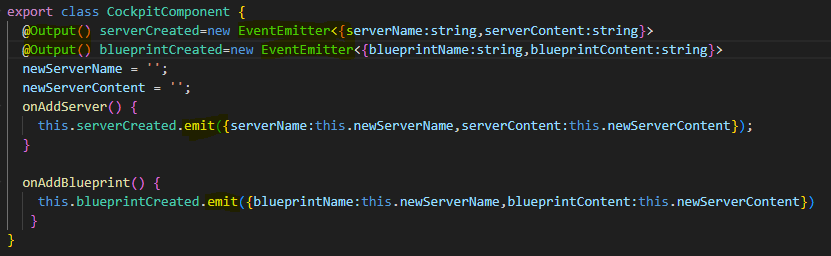 export class CockpitComponent {
@Output() serverCreated=new EventEmitter<{serverName:string,serverContent:string}>
@Output() blueprintCreated=new EventEmitter<{blueprintName:string,blueprintContent:string}>
newServerName = '';
newServerContent = '';
onAddServer() {
this.serverCreated.emit({serverName:this.newServerName,serverContent:this.newServerContent});
}
onAddBlueprint() {
this.blueprintCreated.emit({blueprintName:this.newServerName,blueprintContent:this.newServerContent})
}
}